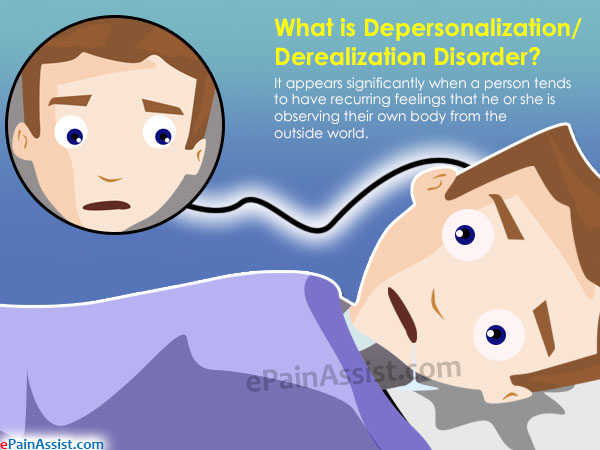 What is Depersonalization/
Derealization Disorder?
It appears significantly when a person tends
to have recurring feelings that he or she is
observing their own body from the
outside world.
ePainAssist.com
ePainAssist.com